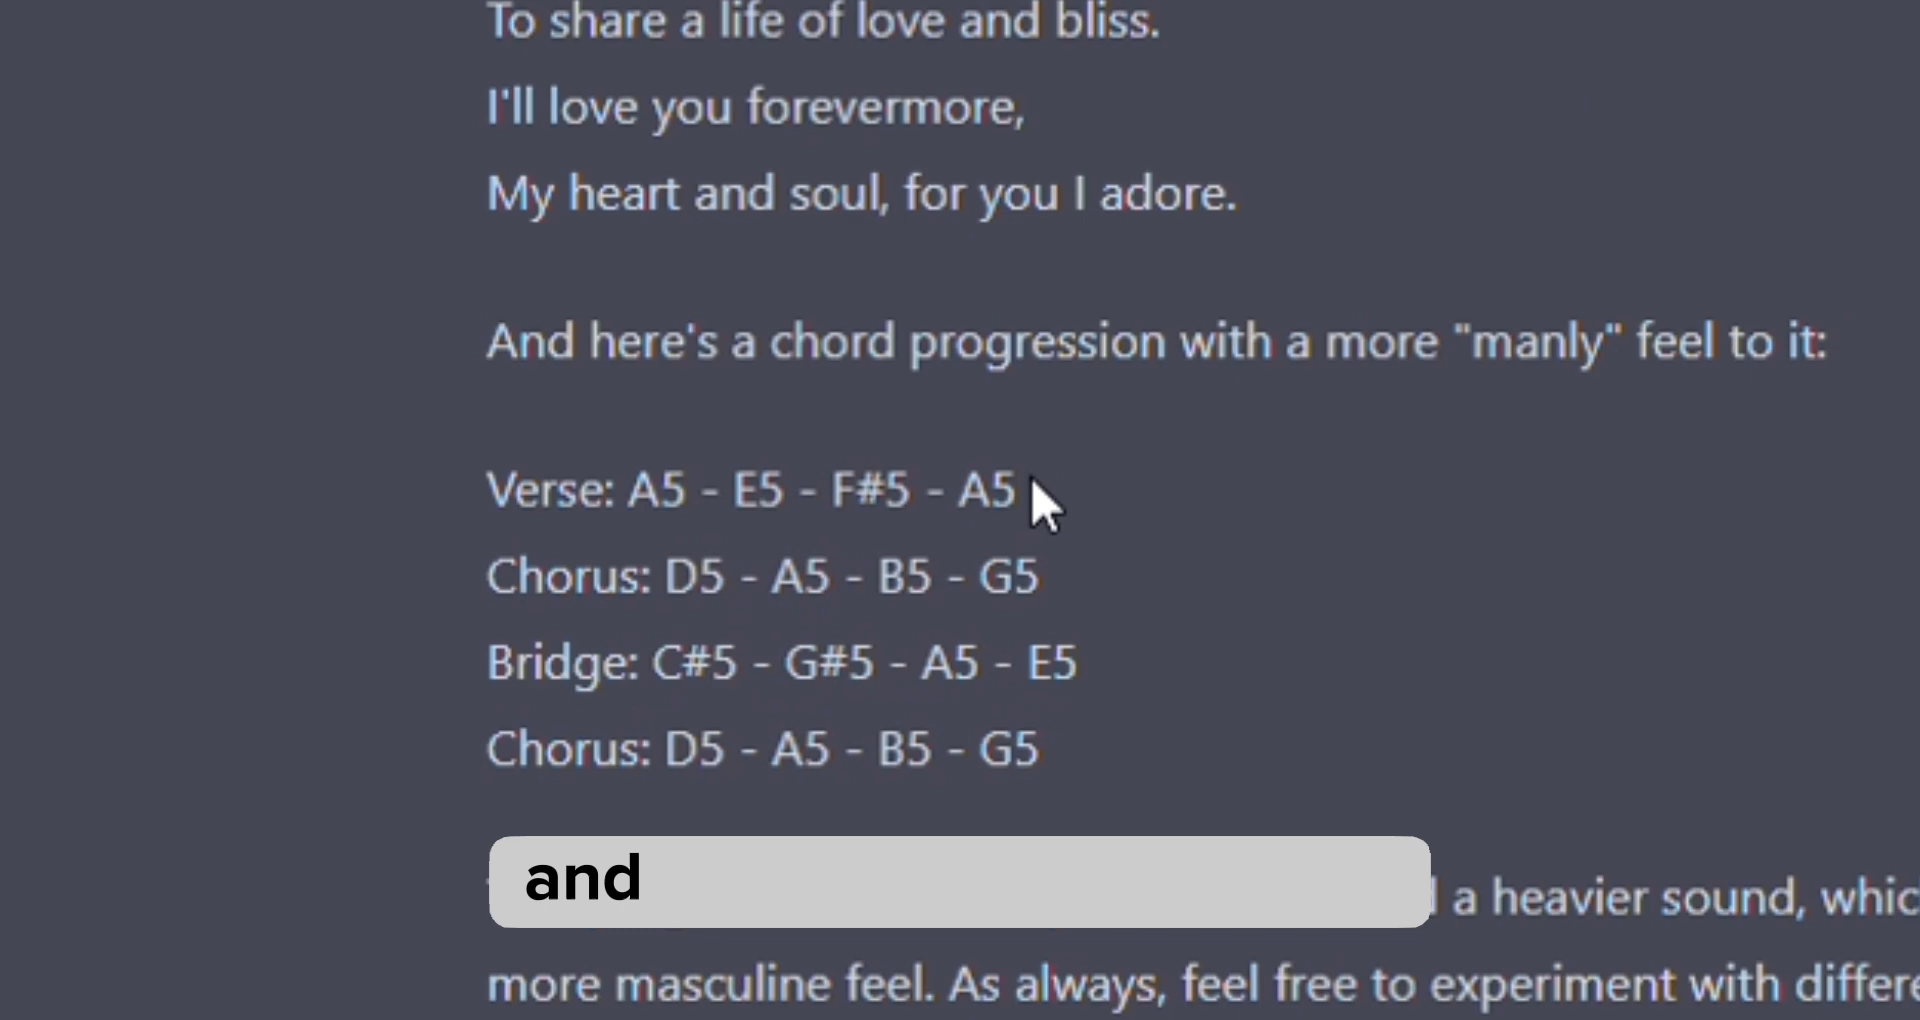 To share a life of love and bliss.
I'll love you forevermore,
My heart and soul, for you I adore.
And here's a chord progression with a more "manly" feel to it:
Verse: A5 - E5 - F#5 - A5
Chorus: D5 - A5 - B5 - G5
Bridge: C#5 - G#5 - A5 - E5
Chorus: D5 - A5 - B5 - G5
and
a heavier sound,
more masculine feel. As always, feel free to experiment with